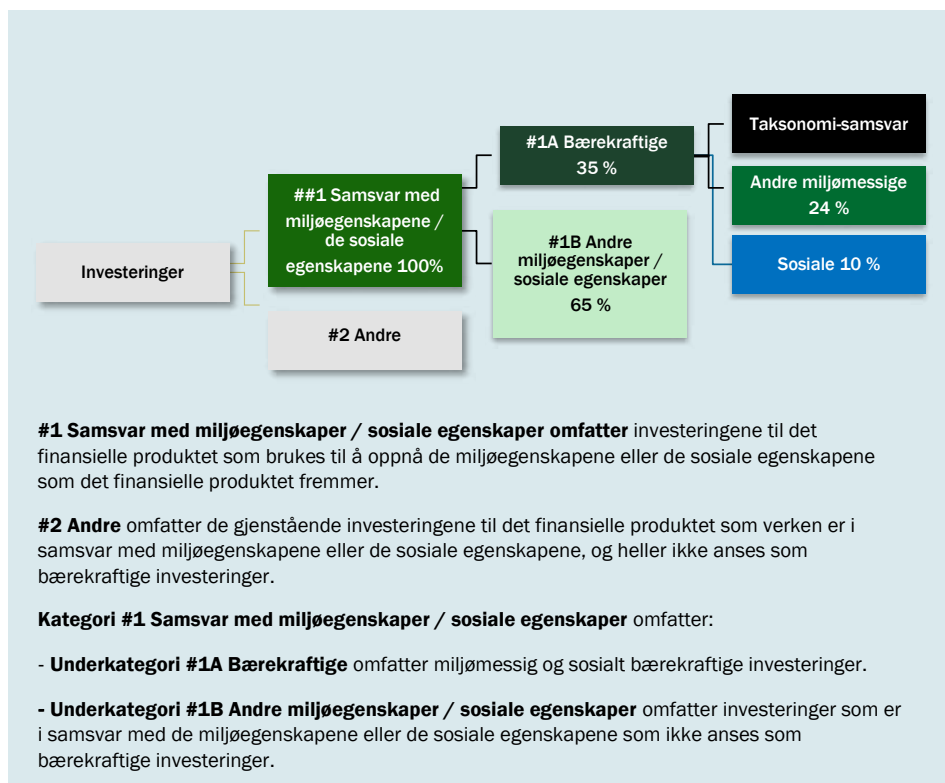 Investeringer
##1 Samsvar med
miljøegenskapene /
de sosiale
egenskapene 100%
#2 Andre
#1A Bærekraftige
35 %
#1B Andre
miljøegenskaper /
sosiale egenskaper
65 %
Taksonomi-samsvar
Andre miljømessige
24 %
Sosiale 10 %
#1 Samsvar med miljøegenskaper / sosiale egenskaper omfatter investeringene til det
finansielle produktet som brukes til å oppnå de miljøegenskapene eller de sosiale egenskapene
som det finansielle produktet fremmer.
#2 Andre omfatter de gjenstående investeringene til det finansielle produktet som verken er i
samsvar med miljøegenskapene eller de sosiale egenskapene, og heller ikke anses som
bærekraftige investeringer.
Kategori #1 Samsvar med miljøegenskaper / sosiale egenskaper omfatter:
- Underkategori #1A Bærekraftige omfatter miljømessig og sosialt bærekraftige investeringer.
- Underkategori #1B Andre miljøegenskaper / sosiale egenskaper omfatter investeringer som er
i samsvar med de miljøegenskapene eller de sosiale egenskapene som ikke anses som
bærekraftige investeringer.